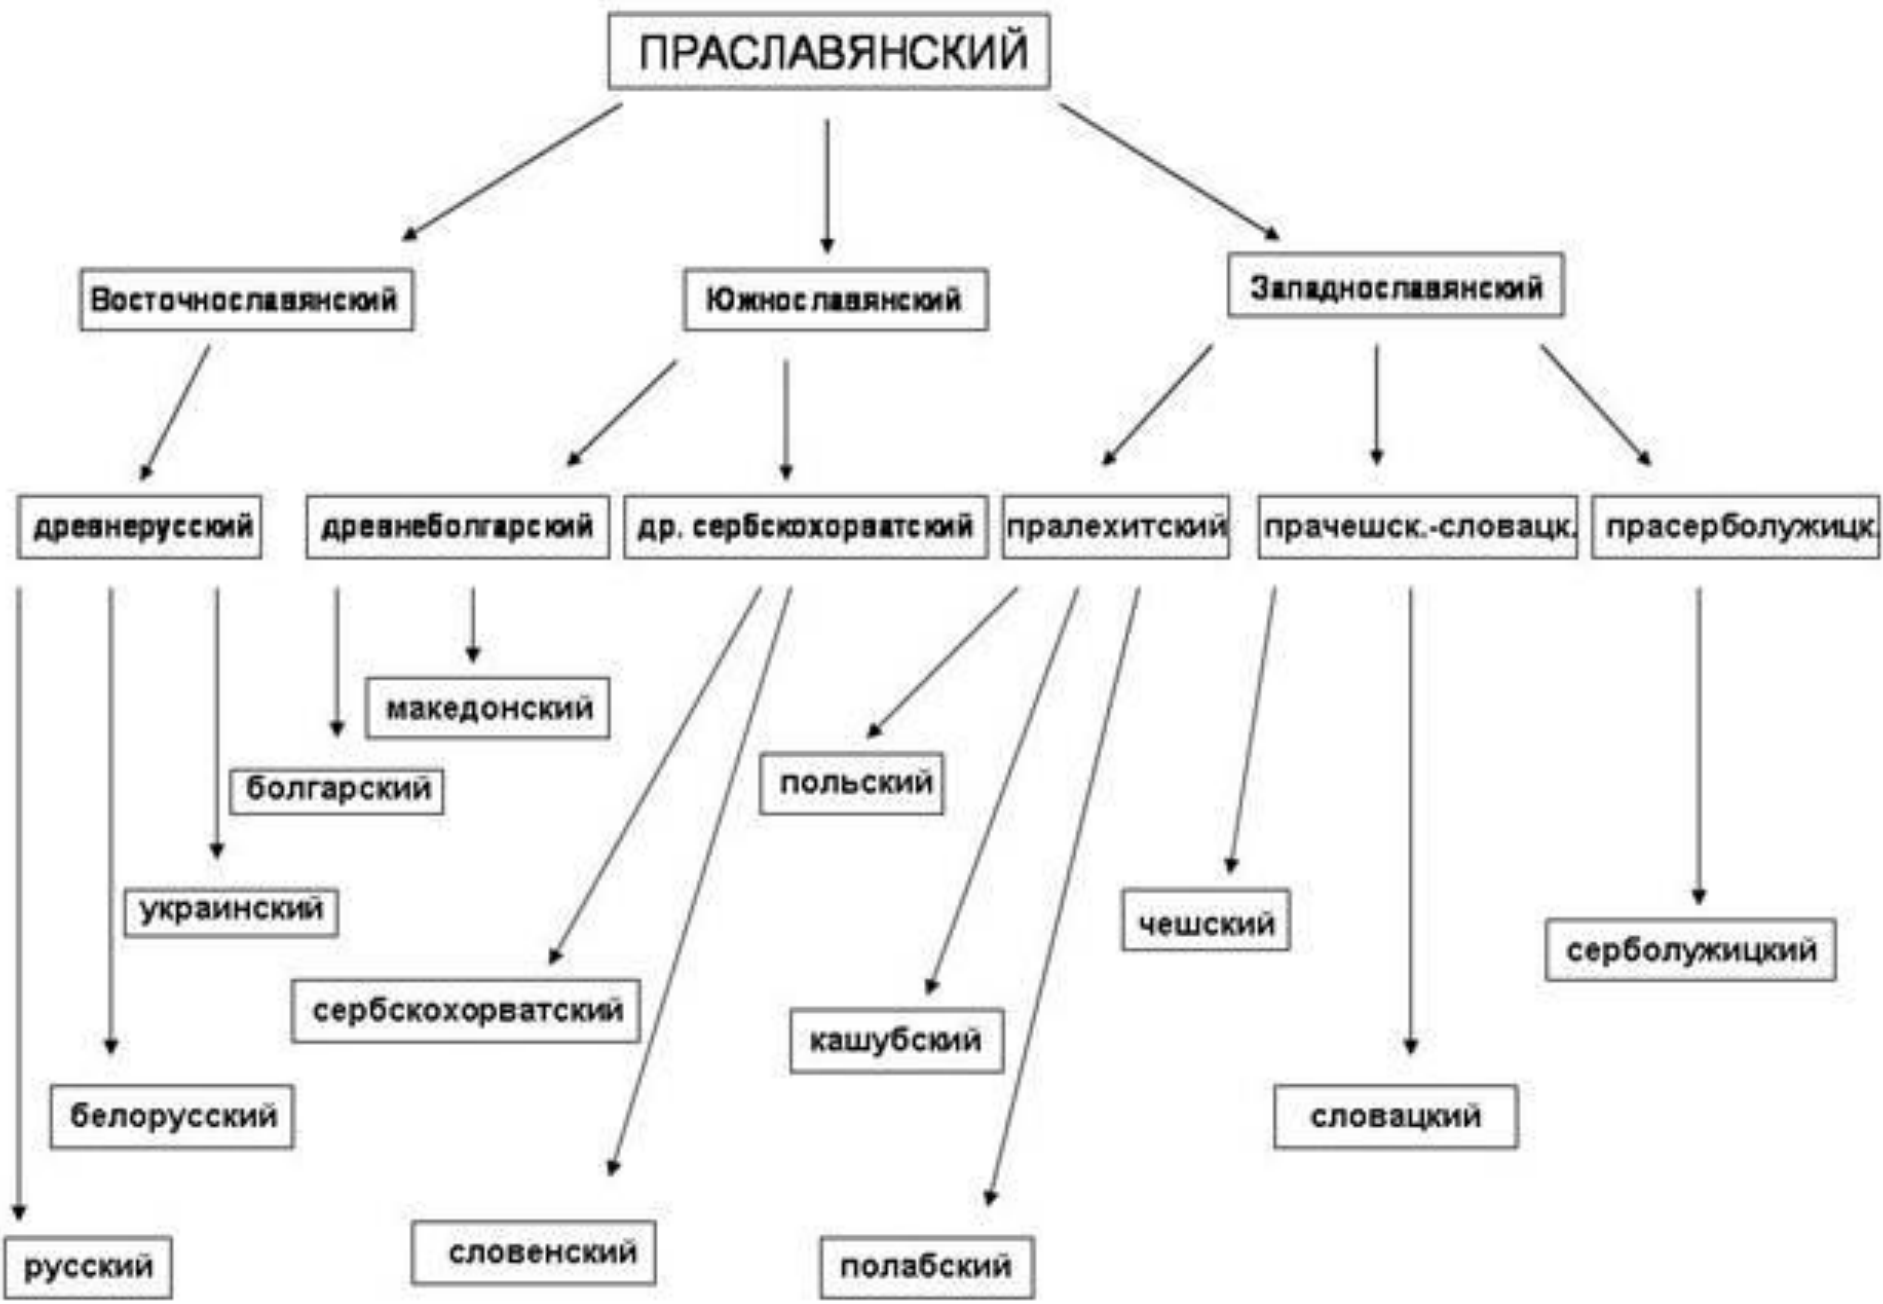 ПРАСЛАВЯНСКИЙ
Восточнославянский
Южнославянский
Западнославянский
древнерусский
древнеболгарский
др. сербскохорватский
пралехитский
прачешск.-словацк.
прасерболужицк.
македонский
болгарский
польский
украинский
чешский
серболужицкий
сербскохорватский
кашубский
белорусский
словацкий
словенский
полабский
русский